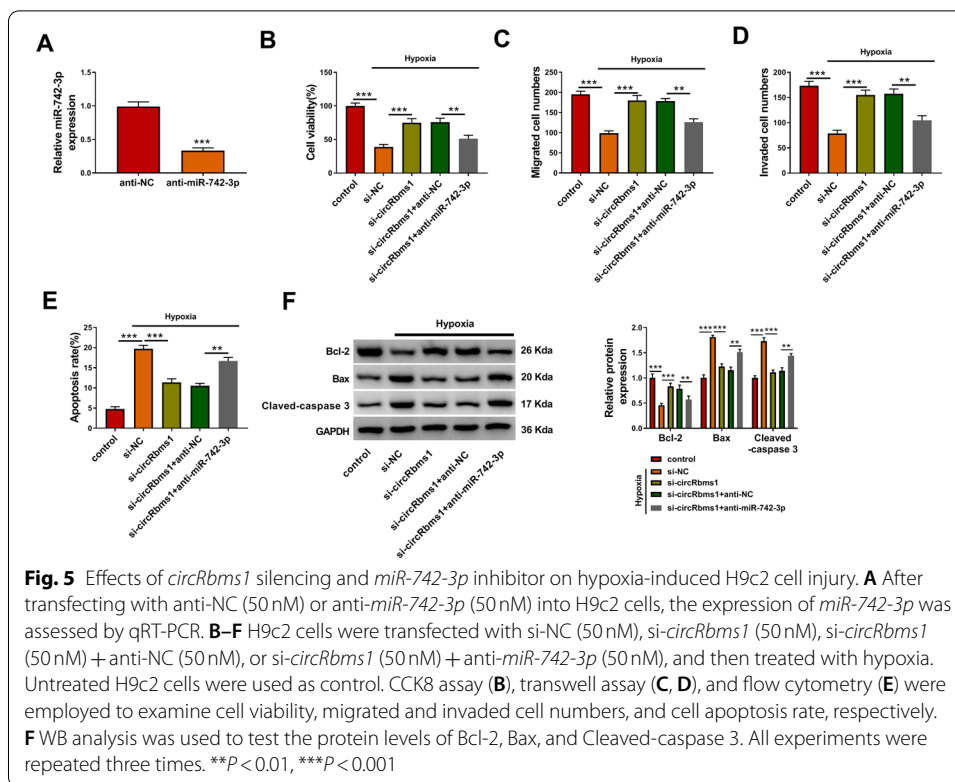 A
Relative miR-742-3p
expression
1.5
1.0
0.5
0.0
***
anti-NC
anti-miR-742-3p
B
Hypoxia
Cell viability(%)
150
100
50
0
***
***
**
control
si-NC
si-circRbms1
si-circRbms1+anti-NC
si-circRbms1+anti-miR-742-3p
C
Hypoxia
Migrated cell numbers
250
200
150
100
50
0
***
***
**
control
si-NC
si-circRbms1
si-circRbms1+anti-NC
si-circRbms1+anti-miR-742-3p
D
Hypoxia
Invaded cell numbers
200
150
100
50
0
***
***
**
control
si-NC
si-circRbms1
si-circRbms1+anti-NC
si-circRbms1+anti-miR-742-3p
E
Hypoxia
Apoptosis rate(%)
25
20
15
10
5
0
***
***
**
control
si-NC
si-circRbms1
si-circRbms1+anti-NC
si-circRbms1+anti-miR-742-3p
F
Hypoxia
Bcl-2
26 Kda
Bax
20 Kda
Claved-caspase 3
17 Kda
GAPDH
36 Kda
control
si-NC
si-circRbms1
si-circRbms1+anti-NC
si-circRbms1+anti-miR-742-3p
Relative protein
expression
2.0
1.5
1.0
0.5
0.0
***
***
**
***
***
**
***
***
**
Bcl-2
Bax
Cleaved
-caspase 3
control
Hypoxia
si-NC
si-circRbms1
si-circRbms1+anti-NC
si-circRbms1+anti-miR-742-3p
Fig. 5 Effects of circRbms1 silencing and miR-742-3p inhibitor on hypoxia-induced H9c2 cell injury. A After
transfecting with anti-NC (50 nM) or anti-miR-742-3p (50 nM) into H9c2 cells, the expression of miR-742-3p was
assessed by qRT-PCR. B–F H9c2 cells were transfected with si-NC (50 nM), si-circRbms1 (50 nM), si-circRbms1
(50 nM) + anti-NC (50 nM), or si-circRbms1 (50 nM) + anti-miR-742-3p (50 nM), and then treated with hypoxia.
Untreated H9c2 cells were used as control. CCK8 assay (B), transwell assay (C, D), and flow cytometry (E) were
employed to examine cell viability, migrated and invaded cell numbers, and cell apoptosis rate, respectively.
F WB analysis was used to test the protein levels of Bcl-2, Bax, and Cleaved-caspase 3. All experiments were
repeated three times. **P < 0.01, ***P < 0.001